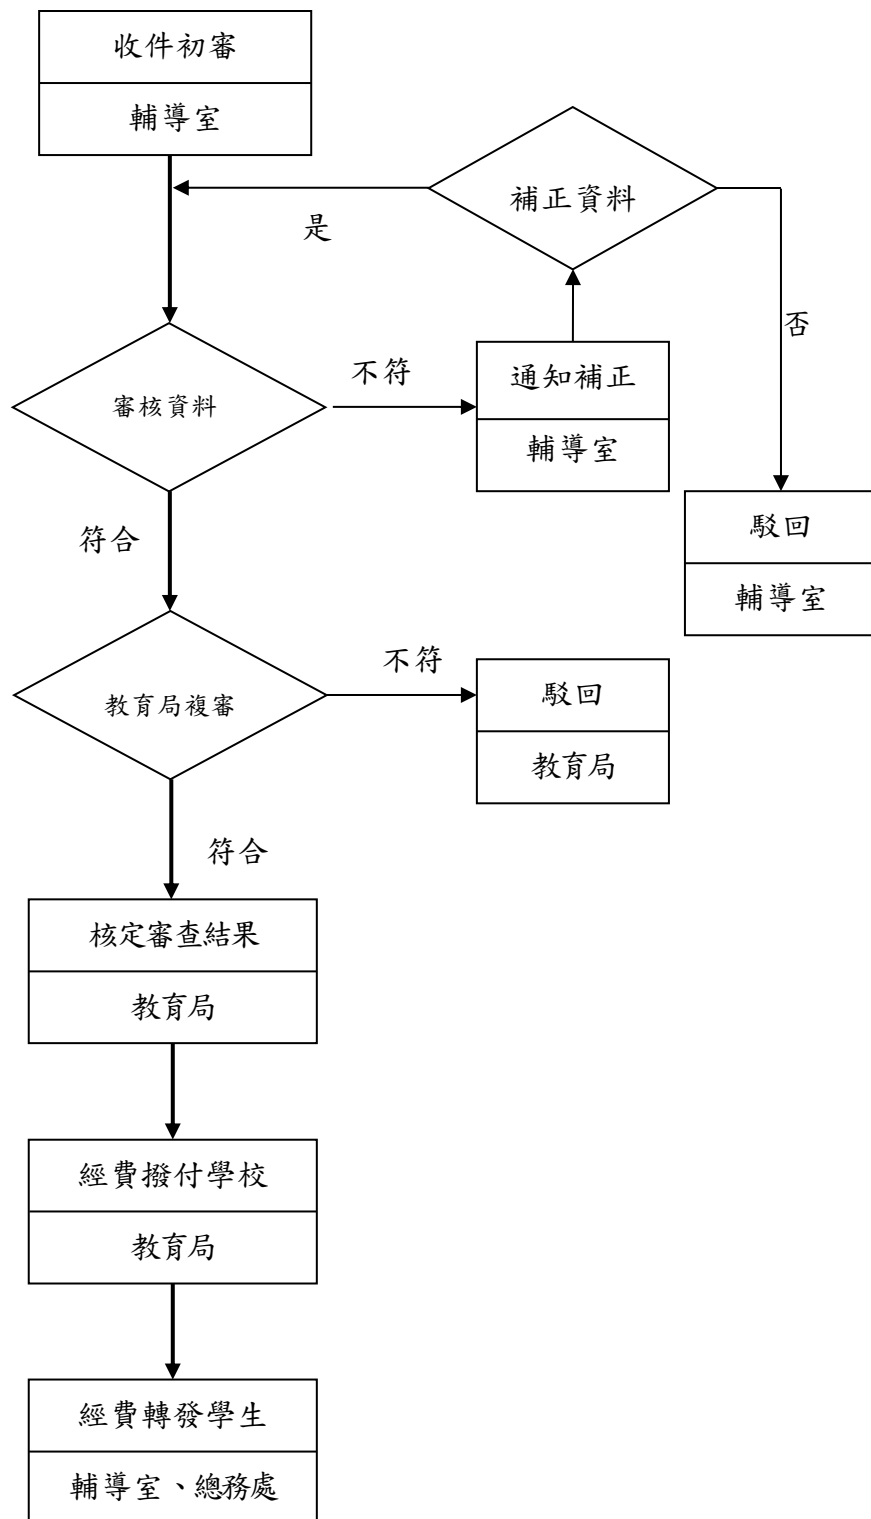 收件初審
輔導室
補正資料
是
否
審核資料
不符
通知補正
輔導室
駁回
輔導室
符合
教育局複審
不符
駁回
教育局
符合
核定審查結果
教育局
經費撥付學校
教育局
經費轉發學生
輔導室、總務處